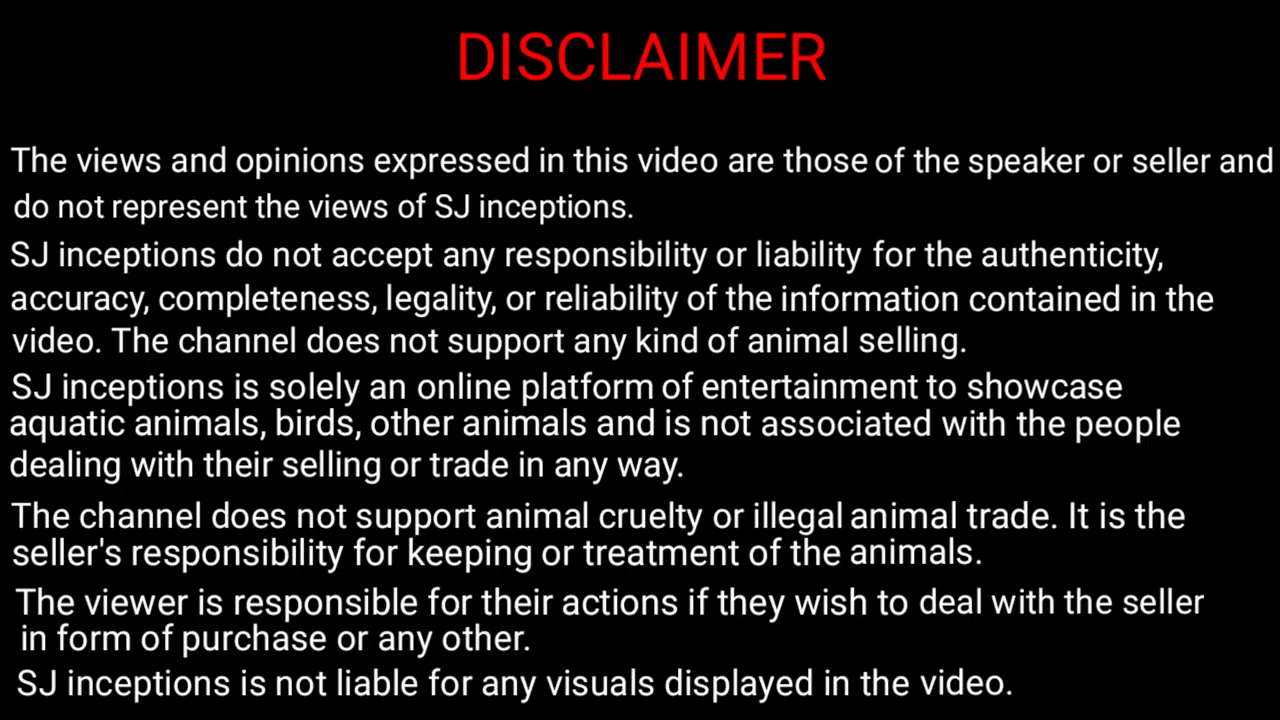 DISCLAIMER
The views and opinions expressed in this video are those of the speaker or seller and
do not represent the views of SJ inceptions.
SJ inceptions do not accept any responsibility or liability for the authenticity,
accuracy, completeness, legality, or reliability of the information contained in the
video. The channel does not support any kind of animal selling.
SJ inceptions is solely an online platform of entertainment to showcase
aquatic animals, birds, other animals and is not associated with the people
dealing with their selling or trade in any way.
The channel does not support animal cruelty or illegal animal trade. It is the
seller's responsibility for keeping or treatment of the animals.
The viewer is responsible for their actions if they wish to deal with the seller
in form of purchase or any other.
SJ inceptions is not liable for any visuals displayed in the video.